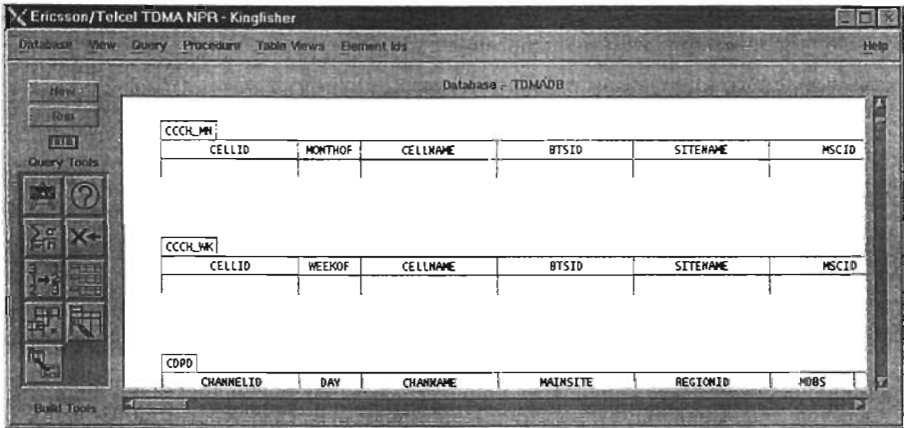 Ericsson/Telcel TDMA NPR - Kingfisher
Database View Query Procedure Table Views Element Ids Help
Database - TDMADB
New
Run
Query Tools
Build Tools
CCCH_MN
CELLID MONTHOF CELLNAME BTSID SITENAME MSCID
CCCH_WK
CELLID WEEKOF CELLNAME BTSID SITENAME MSCID
CDPD
CHANNELID DAY CHANNAME MAINSITE REGIONID MDBS